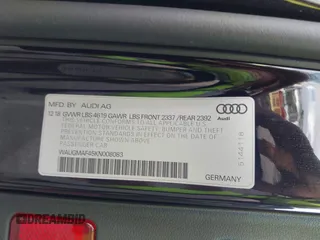 MFD. BY AUDI AG
12.18 GVWR LBS 4619 GAWR LBS FRONT 2337 / REAR 2392
THIS VEHICLE CONFORMS TO ALL APPLICABLE U.S.
FEDERAL MOTOR VEHICLE SAFETY, BUMPER AND THEFT
PREVENTION STANDARDS IN EFFECT ON THE DATE OF
MANUFACTURE SHOWN ABOVE.
PASSENGER CAR
Audi
GERMANY
DREAMBID